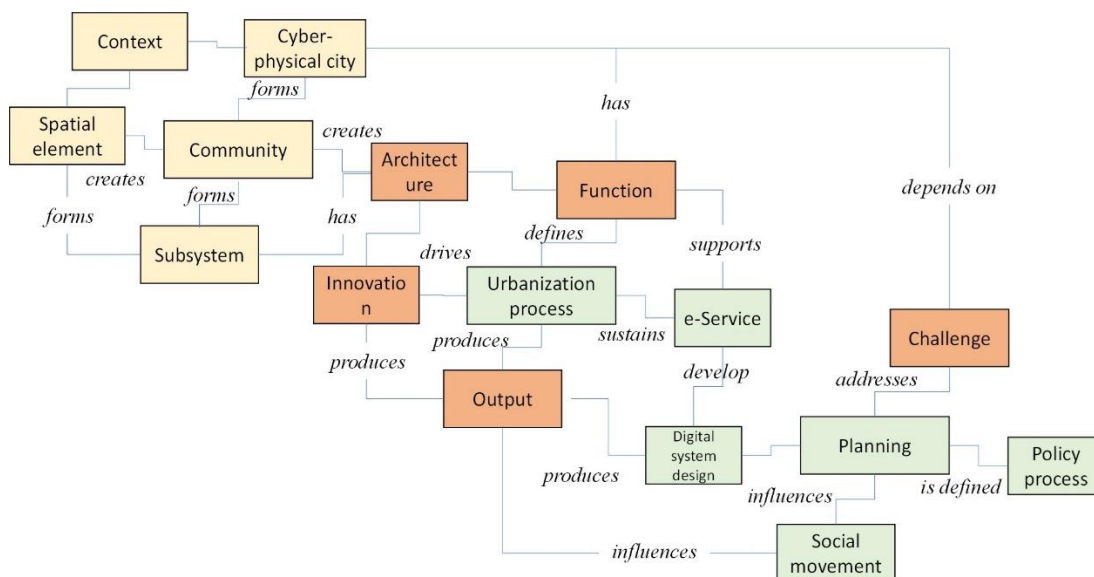 Context
Cyber-
physical city
forms
has
Spatial
element
Community
creates
Architect
ure
Function
creates
forms
has
depends on
forms
defines
supports
Subsystem
drives
Innovatio
n
Urbanization
process
e-Service
produces
sustains
Challenge
produces
develop
addresses
Output
Digital
system
design
Planning
Policy
process
produces
influences
is defined
influences
Social
movement